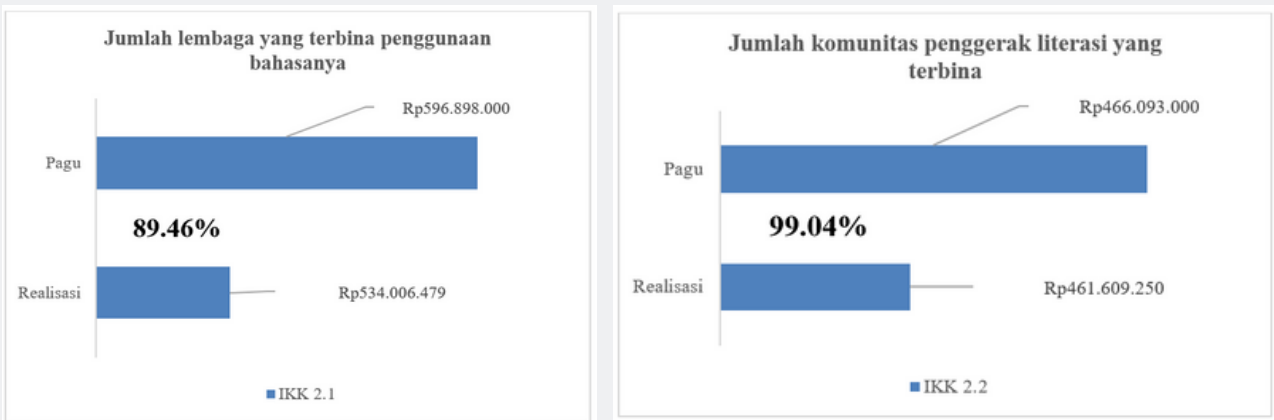 Jumlah lembaga yang terbina penggunaan
bahasanya
Rp596.898.000
Pagu
89.46%
Realisasi
Rp534.006.479
IKK 2.1
Jumlah komunitas penggerak literasi yang
terbina
Rp466.093.000
Pagu
99.04%
Realisasi
Rp461.609.250
IKK 2.2